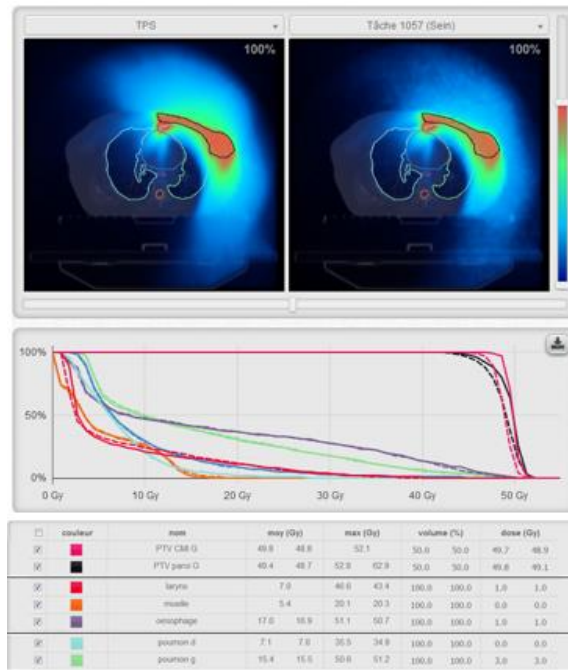 TPS
Tâche 1057 (Sein)
100%
100%
100%
50%
0%
0 Gy 10 Gy 20 Gy 30 Gy 40 Gy 50 Gy
couleur nom moy (Gy) max (Gy) volume (%) dose (Gy)
PTV CMI G 49.8 48.8 52.1 50.0 50.0 49.7 48.9
PTV paroi G 49.4 48.7 52.8 52.9 50.0 50.0 49.8 49.1
larynx 7.0 46.6 43.4 100.0 100.0 1.0 1.0
moelle 5.4 20.1 20.3 100.0 100.0 0.0 0.0
oesophage 17.0 16.9 51.1 50.7 100.0 100.0 1.0 1.0
poumon d 7.1 7.0 35.5 34.9 100.0 100.0 0.0 0.0
poumon g 15.4 15.5 50.6 51.2 100.0 100.0 3.0 3.0